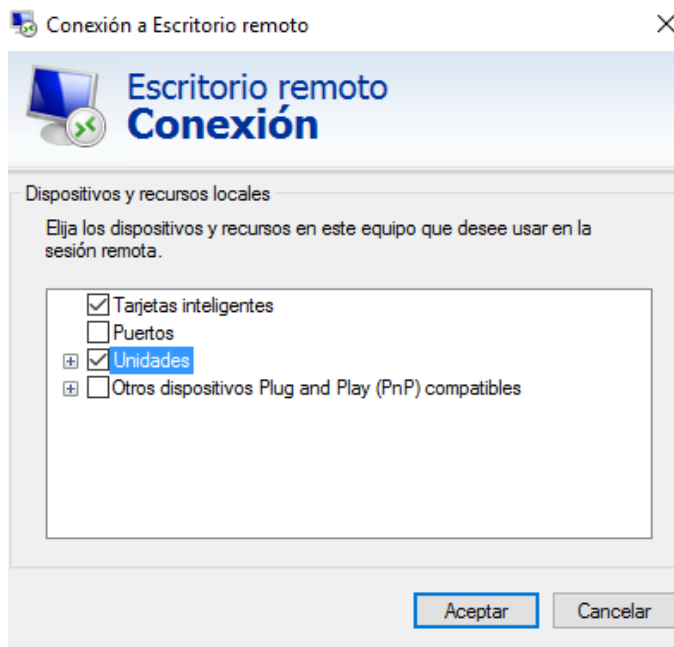 Conexión a Escritorio remoto
Escritorio remoto
Conexión
Dispositivos y recursos locales
Elija los dispositivos y recursos en este equipo que desee usar en la
sesión remota.
Tarjetas inteligentes
Puertos
Unidades
Otros dispositivos Plug and Play (PnP) compatibles
Aceptar
Cancelar